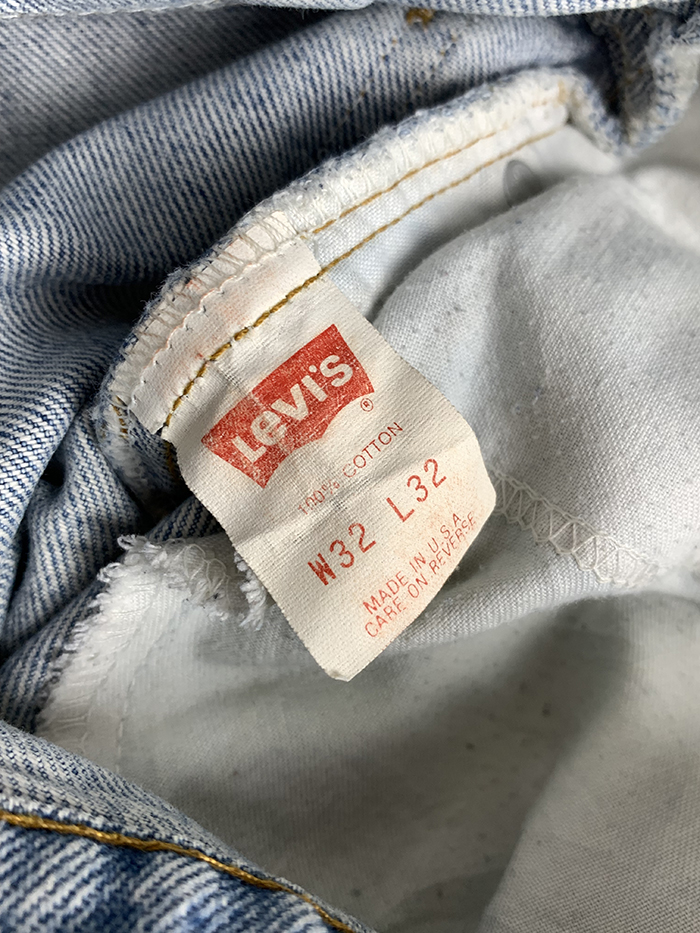 Levi's
®
100% COTTON
W32 L32
MADE IN U.S.A.
CARE ON REVERSE